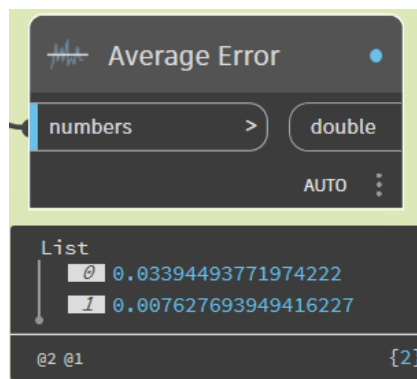 Average Error
numbers > double
AUTO
List
0 0.03394493771974222
1 0.007627693949416227
@2 @1 {2}